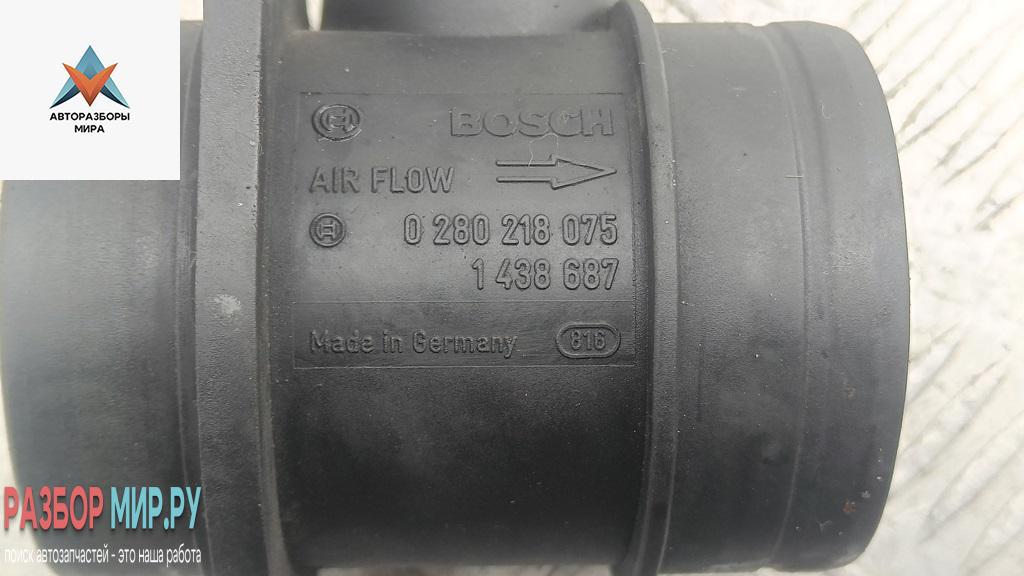 АВТОРАЗБОРЫ
МИРА
BOSCH
AIR FLOW
0 280 218 075
1 438 687
Made in Germany 816
РАЗБОР МИР.РУ
поиск автозапчастей - это наша работа